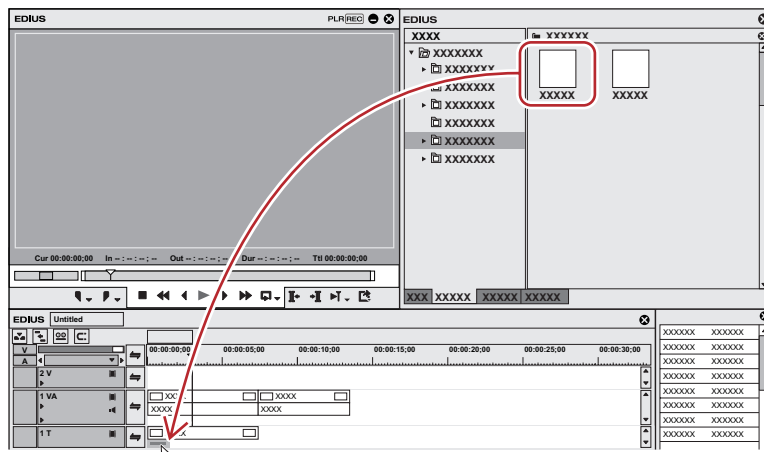 EDIUS PLR REC
Cur 00:00:00;00 In -- : -- : -- ; -- Out -- : -- : -- ; -- Dur -- : -- : -- ; -- Ttl 00:00:00;00
EDIUS
XXXX
XXXXXX
XXXXXXX
XXXXXXX
XXXXXXX
XXXXXXX
XXXXXXX
XXXXXXX
XXXXXXX
XXXXX XXXXX
XXX XXXXX XXXXX XXXXX
EDIUS Untitled
V
A
00:00:00;00 00:00:05;00 00:00:10;00 00:00:15;00 00:00:20;00 00:00:25;00 00:00:30;00
2 V
1 VA
XXXX
XXXX XXXX
1 T
XXXXXX XXXXXX
XXXXXX XXXXXX
XXXXXX XXXXXX
XXXXXX XXXXXX
XXXXXX XXXXXX
XXXXXX XXXXXX
XXXXXX XXXXXX
XXXXXX XXXXXX